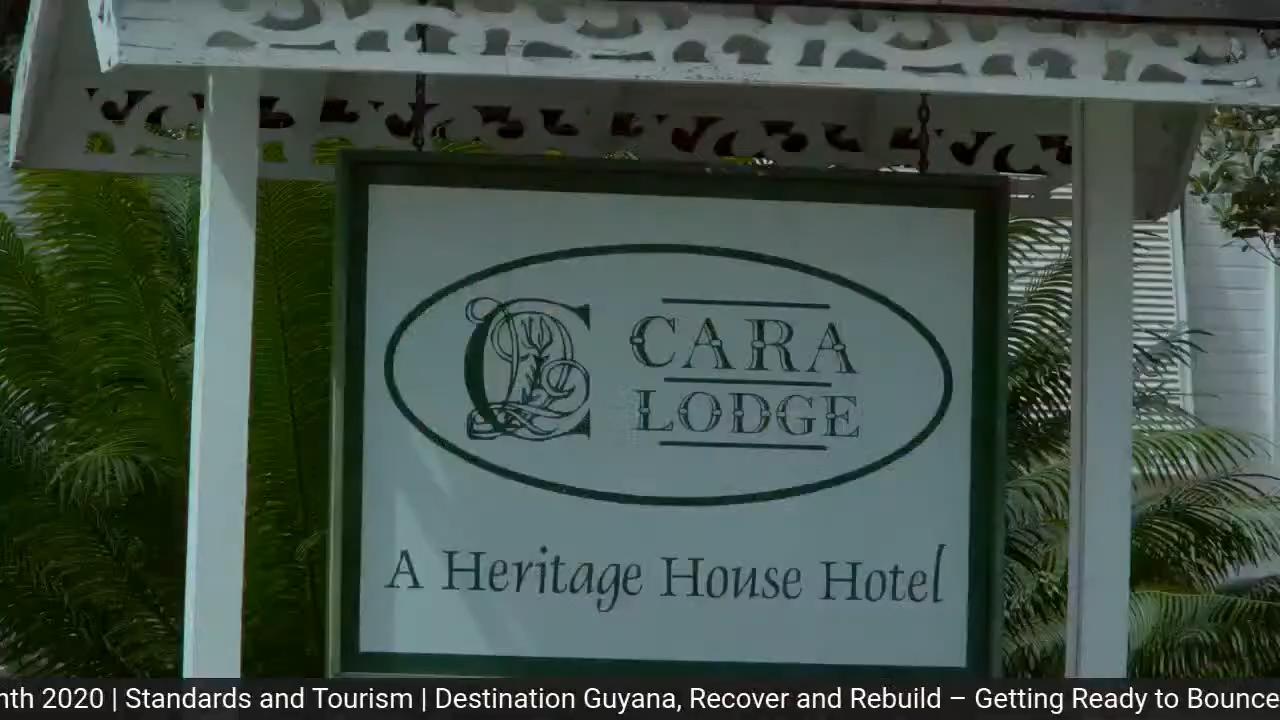 CARA
LODGE
A Heritage House Hotel
nth 2020 | Standards and Tourism | Destination Guyana, Recover and Rebuild – Getting Ready to Bounce